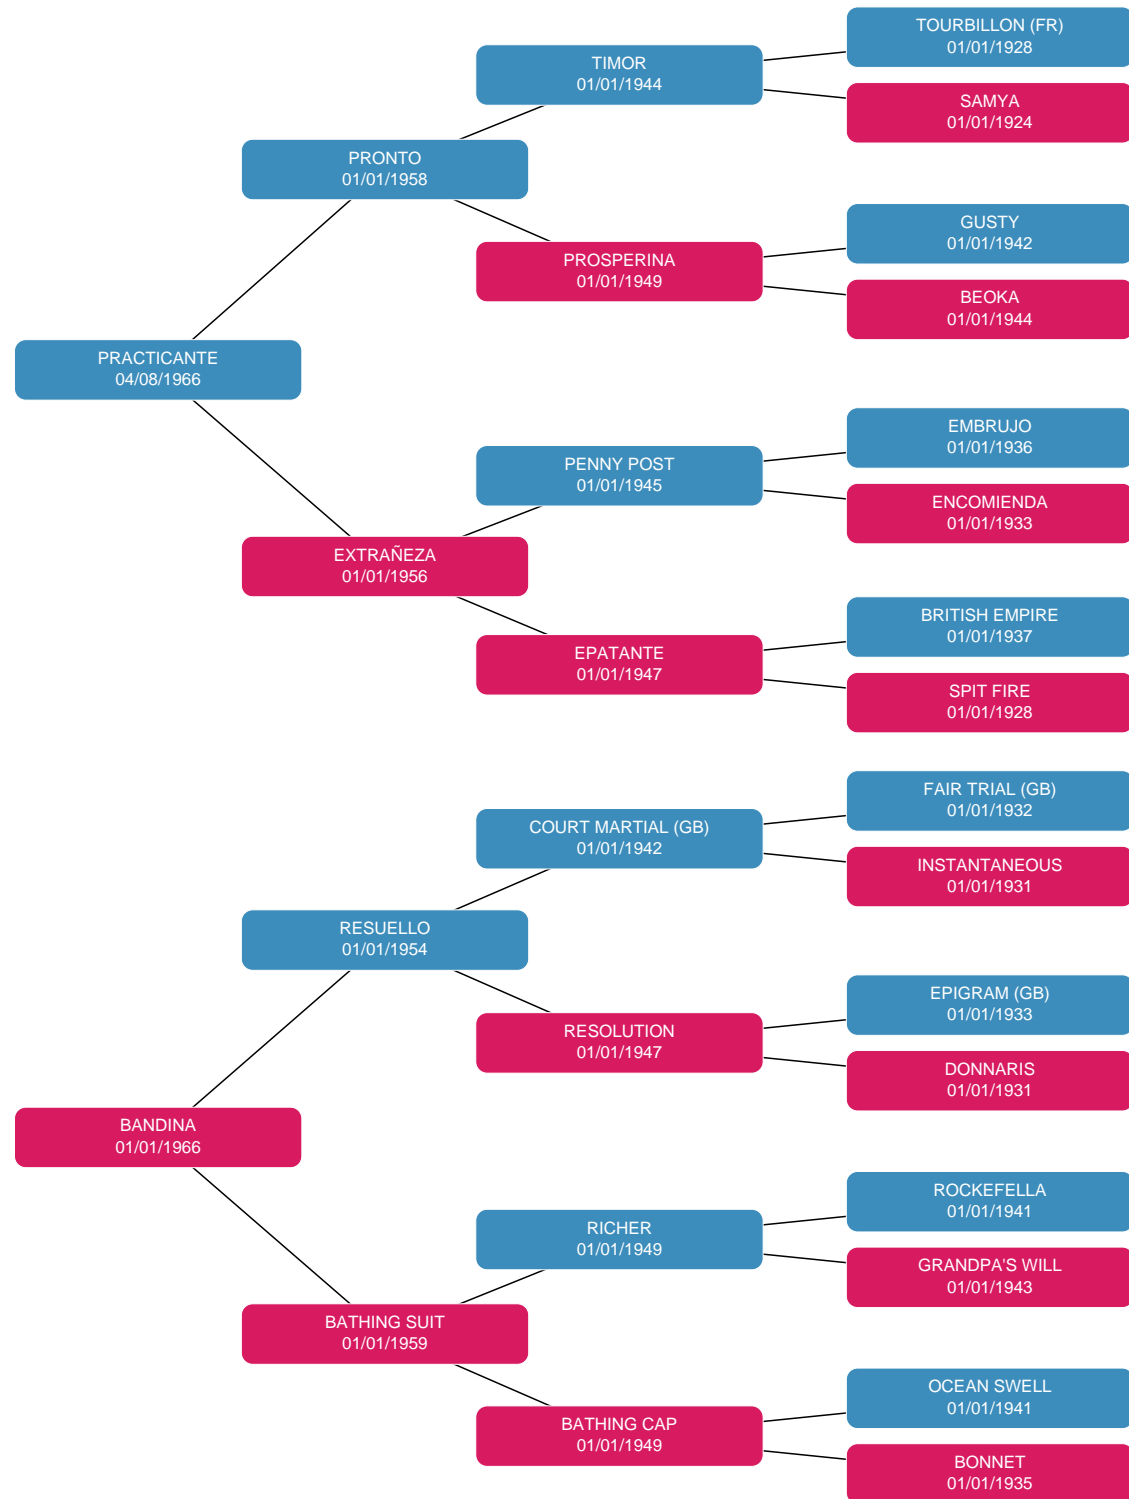 TOURBILLON (FR)
01/01/1928
TIMOR
01/01/1944
SAMYA
01/01/1924
PRONTO
01/01/1958
GUSTY
01/01/1942
PROSPERINA
01/01/1949
BEOKA
01/01/1944
PRACTICANTE
04/08/1966
EMBRUJO
01/01/1936
PENNY POST
01/01/1945
ENCOMIENDA
01/01/1933
EXTRAÑEZA
01/01/1956
BRITISH EMPIRE
01/01/1937
EPATANTE
01/01/1947
SPIT FIRE
01/01/1928
FAIR TRIAL (GB)
01/01/1932
COURT MARTIAL (GB)
01/01/1942
INSTANTANEOUS
01/01/1931
RESUELLO
01/01/1954
EPIGRAM (GB)
01/01/1933
RESOLUTION
01/01/1947
DONNARIS
01/01/1931
BANDINA
01/01/1966
ROCKEFELLA
01/01/1941
RICHER
01/01/1949
GRANDPA'S WILL
01/01/1943
BATHING SUIT
01/01/1959
OCEAN SWELL
01/01/1941
BATHING CAP
01/01/1949
BONNET
01/01/1935